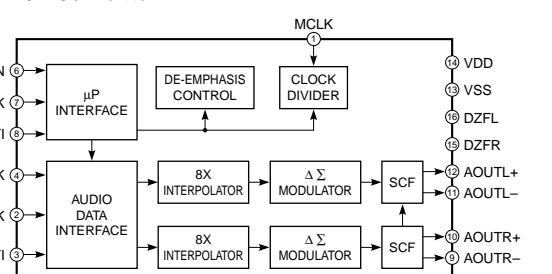 MCLK
1
N 6
K 7
I 8
K 4
K 2
I 3
µP
INTERFACE
DE-EMPHASIS
CONTROL
CLOCK
DIVIDER
AUDIO
DATA
INTERFACE
8X
INTERPOLATOR
Δ Σ
MODULATOR
SCF
8X
INTERPOLATOR
Δ Σ
MODULATOR
SCF
14 VDD
13 VSS
16 DZFL
15 DZFR
12 AOUTL+
11 AOUTL–
10 AOUTR+
9 AOUTR–